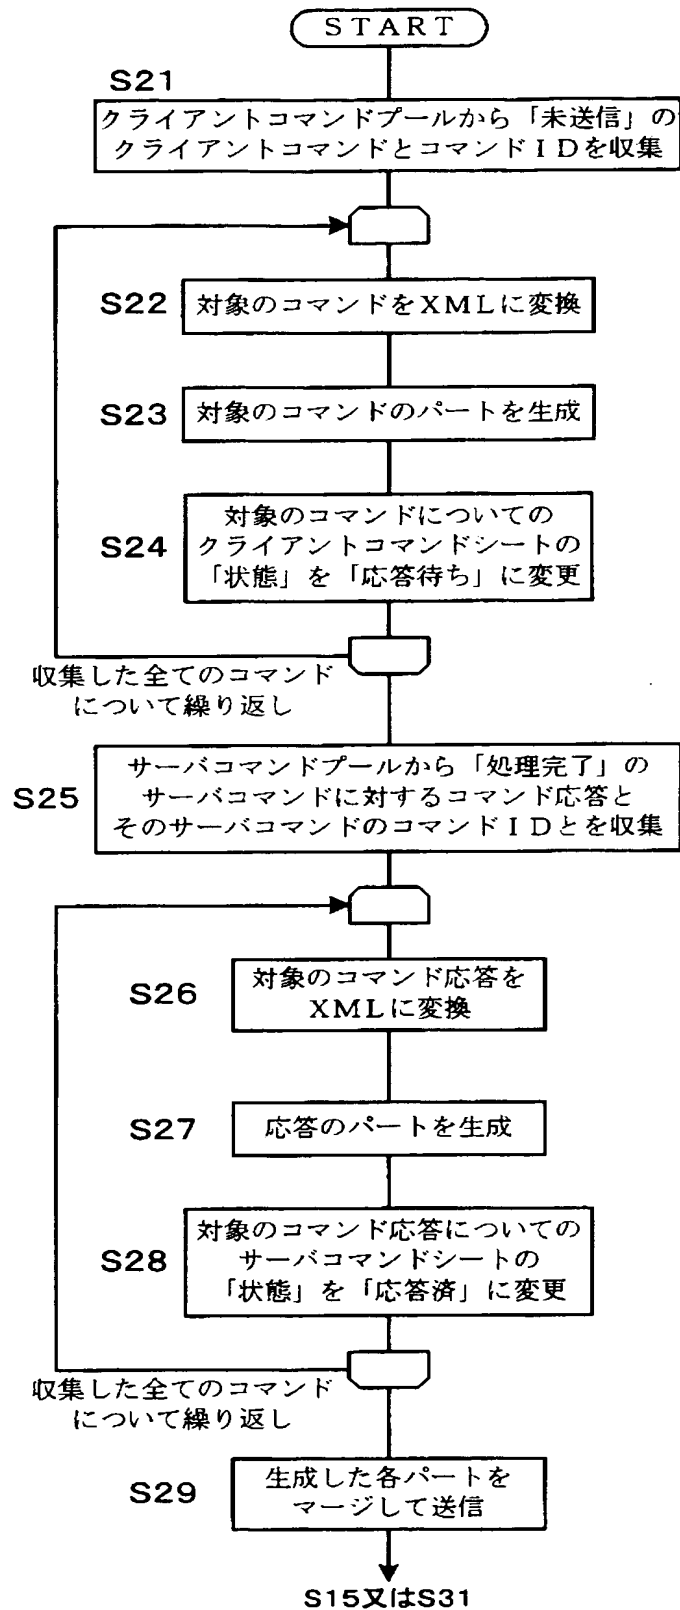 ＳＴＡＲＴ
S21
クライアントコマンドプールから「未送信」の
クライアントコマンドとコマンドＩＤを収集
S22
対象のコマンドをＸＭＬに変換
S23
対象のコマンドのパートを生成
S24
対象のコマンドについての
クライアントコマンドシートの
「状態」を「応答待ち」に変更
収集した全てのコマンド
について繰り返し
S25
サーバコマンドプールから「処理完了」の
サーバコマンドに対するコマンド応答と
そのサーバコマンドのコマンドＩＤとを収集
S26
対象のコマンド応答を
ＸＭＬに変換
S27
応答のパートを生成
S28
対象のコマンド応答についての
サーバコマンドシートの
「状態」を「応答済」に変更
収集した全てのコマンド
について繰り返し
S29
生成した各パートを
マージして送信
S15又はS31